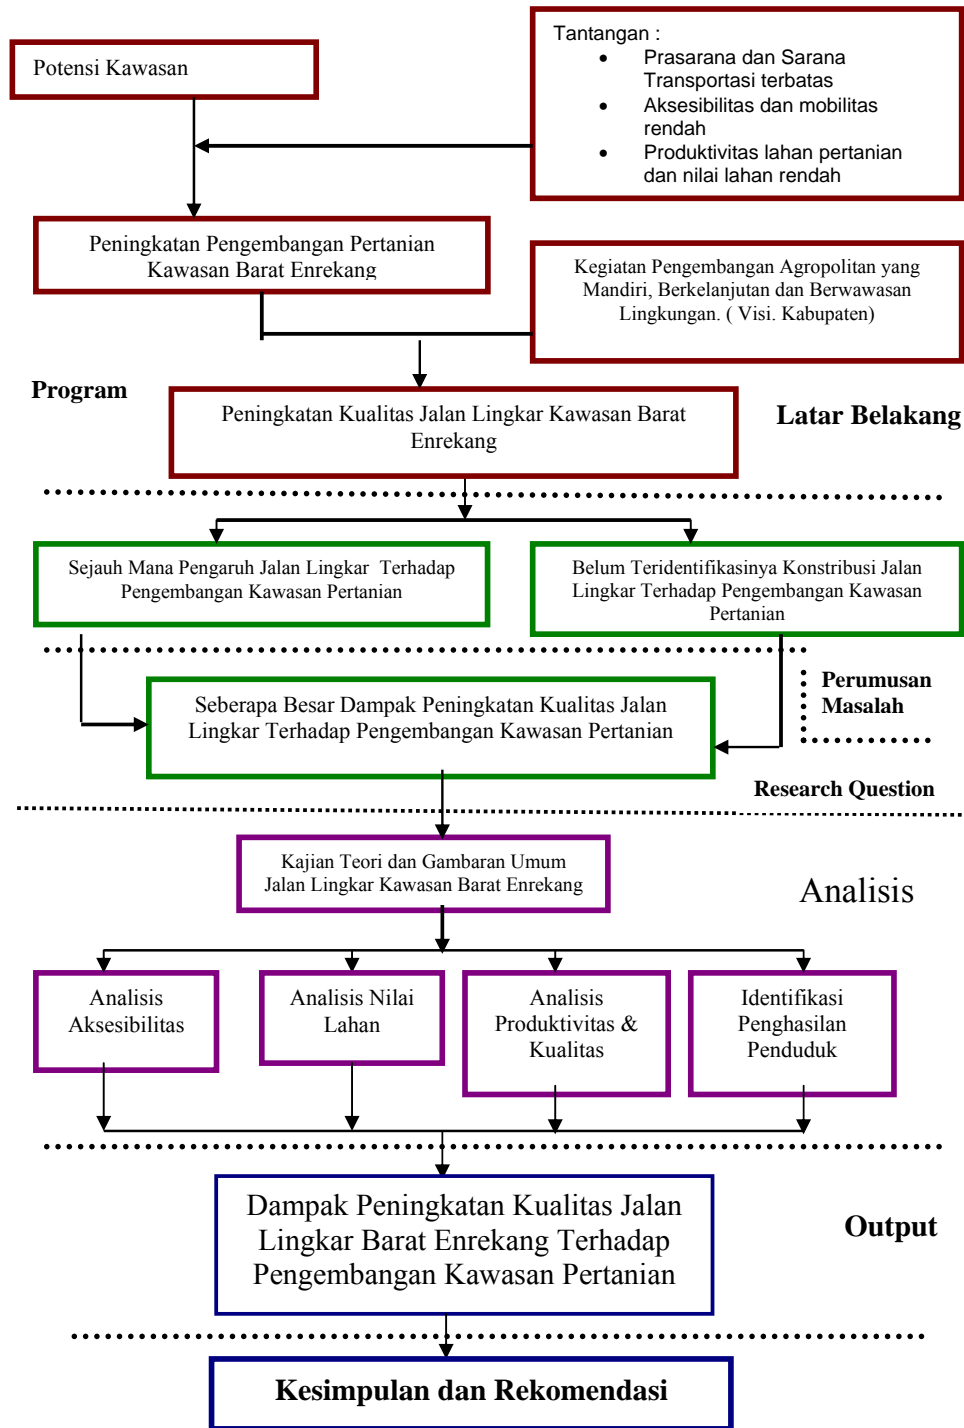 Potensi Kawasan
Tantangan :
• Prasarana dan Sarana
Transportasi terbatas
• Aksesibilitas dan mobilitas
rendah
• Produktivitas lahan pertanian
dan nilai lahan rendah
Peningkatan Pengembangan Pertanian
Kawasan Barat Enrekang
Kegiatan Pengembangan Agropolitan yang
Mandiri, Berkelanjutan dan Berwawasan
Lingkungan. ( Visi. Kabupaten)
Program
Peningkatan Kualitas Jalan Lingkar Kawasan Barat
Enrekang
Latar Belakang
Sejauh Mana Pengaruh Jalan Lingkar Terhadap
Pengembangan Kawasan Pertanian
Belum Teridentifikasinya Konstribusi Jalan
Lingkar Terhadap Pengembangan Kawasan
Pertanian
Perumusan
Masalah
Seberapa Besar Dampak Peningkatan Kualitas Jalan
Lingkar Terhadap Pengembangan Kawasan Pertanian
Research Question
Kajian Teori dan Gambaran Umum
Jalan Lingkar Kawasan Barat Enrekang
Analisis
Analisis
Aksesibilitas
Analisis Nilai
Lahan
Analisis
Produktivitas &
Kualitas
Identifikasi
Penghasilan
Penduduk
Dampak Peningkatan Kualitas Jalan
Lingkar Barat Enrekang Terhadap
Pengembangan Kawasan Pertanian
Output
Kesimpulan dan Rekomendasi